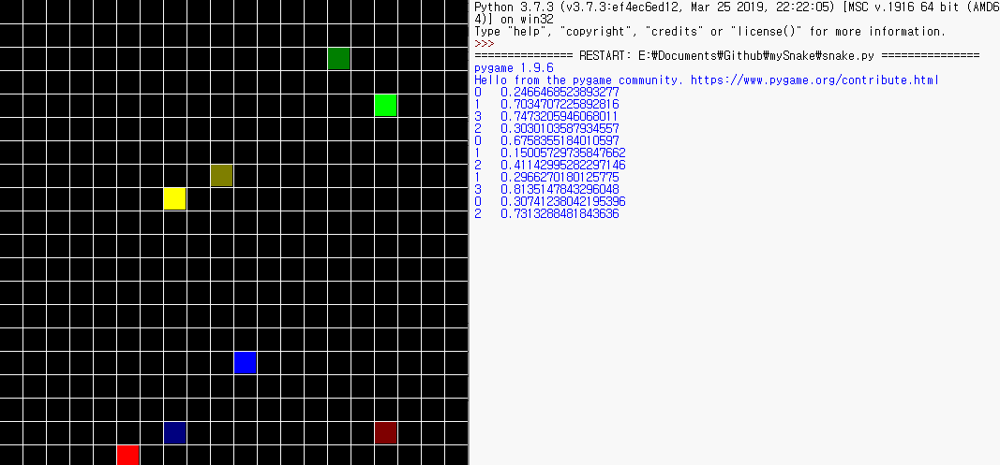 Python 3.7.3 (v3.7.3:ef4ec6ed12, Mar 25 2019, 22:22:05) [MSC v.1916 64 bit (AMD6
4)] on win32
Type "help", "copyright", "credits" or "license()" for more information.
>>>
=============== RESTART: E:₩Documents₩Github₩mySnake₩snake.py ===============
pygame 1.9.6
Hello from the pygame community. https://www.pygame.org/contribute.html
0 0.2466468523893277
1 0.7034707225892816
3 0.7473205946068011
2 0.3030103587934557
0 0.6758355184010597
1 0.15005729735847662
2 0.41142995282297146
1 0.2966270180125775
3 0.8135147843296048
0 0.30741238042195396
2 0.7313288481843636